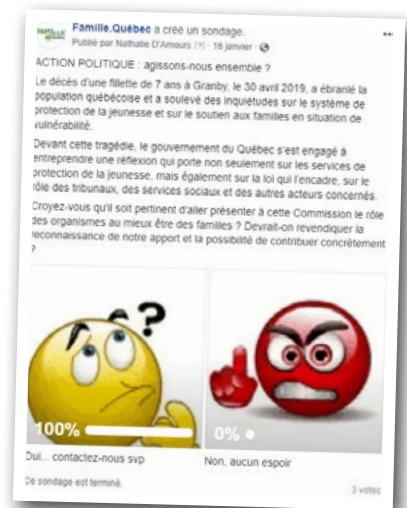 Famille.Québec a créé un sondage.
Publié par Nathalie D'Amours [?] · 16 janvier ·
ACTION POLITIQUE : agissons-nous ensemble ?
Le décès d'une fillette de 7 ans à Granby, le 30 avril 2019, a ébranlé la
population québécoise et a soulevé des inquiétudes sur le système de
protection de la jeunesse et sur le soutien aux familles en situation de
vulnérabilité.
Devant cette tragédie, le gouvernement du Québec s'est engagé à
entreprendre une réflexion qui porte non seulement sur les services de
protection de la jeunesse, mais également sur la loi qui l'encadre, sur le
rôle des tribunaux, des services sociaux et des autres acteurs concernés.
Croyez-vous qu'il soit pertinent d'aller présenter à cette Commission le rôle
des organismes au mieux être des familles ? Devrait-on revendiquer la
reconnaissance de notre apport et la possibilité de contribuer concrètement
?
?
100%
0%
Oui... contactez-nous svp
Non, aucun espoir
Ce sondage est terminé.
3 votes